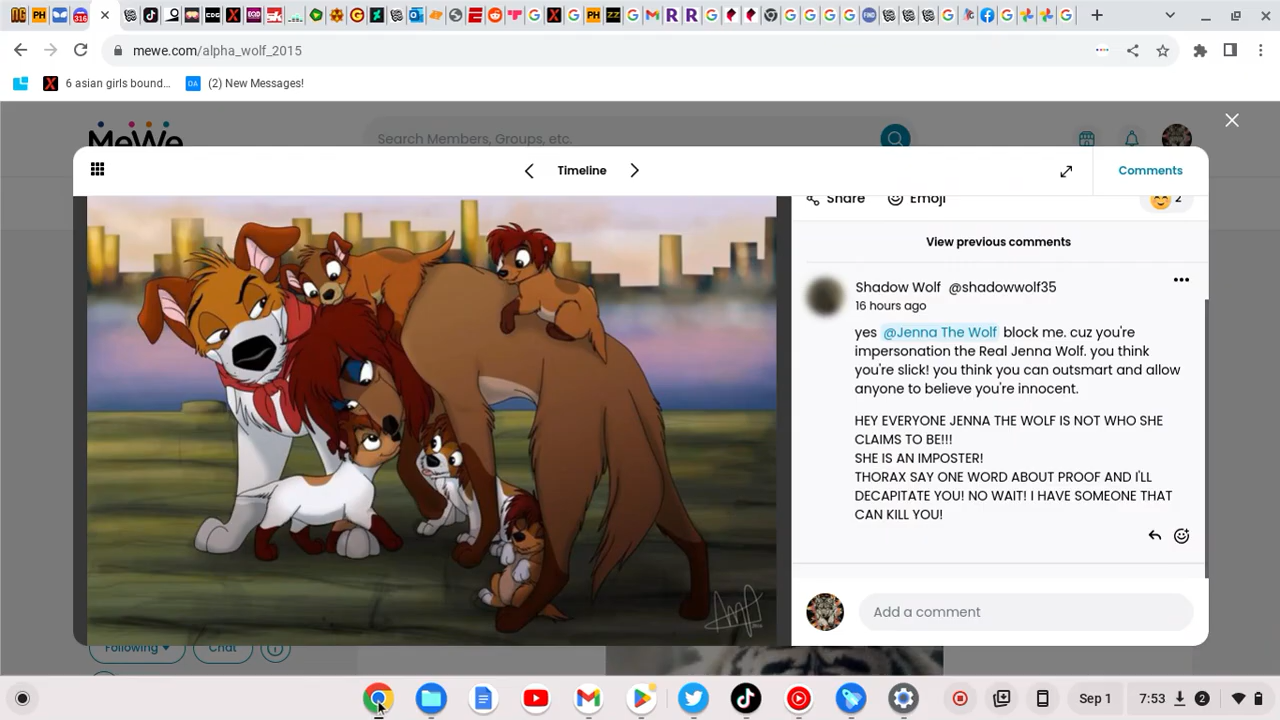 316
mewe.com/alpha_wolf_2015
6 asian girls bound...
(2) New Messages!
MeWe
Search Members, Groups, etc.
Timeline
Comments
Share
Emoji
2
View previous comments
Shadow Wolf @shadowwolf35
16 hours ago
yes @Jenna The Wolf block me. cuz you're
impersonation the Real Jenna Wolf. you think
you're slick! you think you can outsmart and allow
anyone to believe you're innocent.
HEY EVERYONE JENNA THE WOLF IS NOT WHO SHE
CLAIMS TO BE!!!
SHE IS AN IMPOSTER!
THORAX SAY ONE WORD ABOUT PROOF AND I'LL
DECAPITATE YOU! NO WAIT! I HAVE SOMEONE THAT
CAN KILL YOU!
Add a comment
Following
Chat
Sep 1
7:53
2